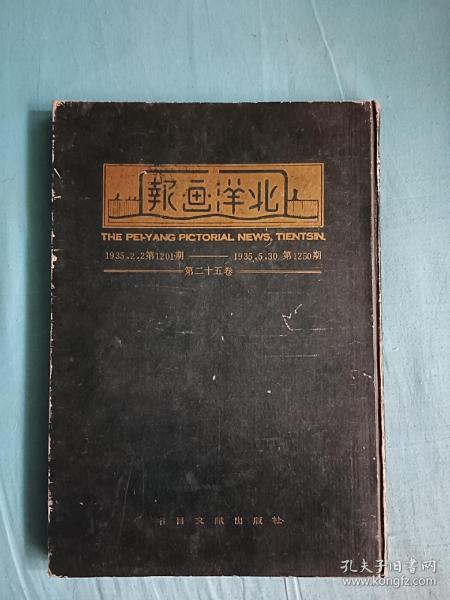 北洋画報
THE PEI-YANG PICTORIAL NEWS, TIENTSIN.
1935.2.2第1201期——1935.5.30 第1250期
第二十五卷
书目文献出版社
孔夫子旧书网
www.kongfz.com